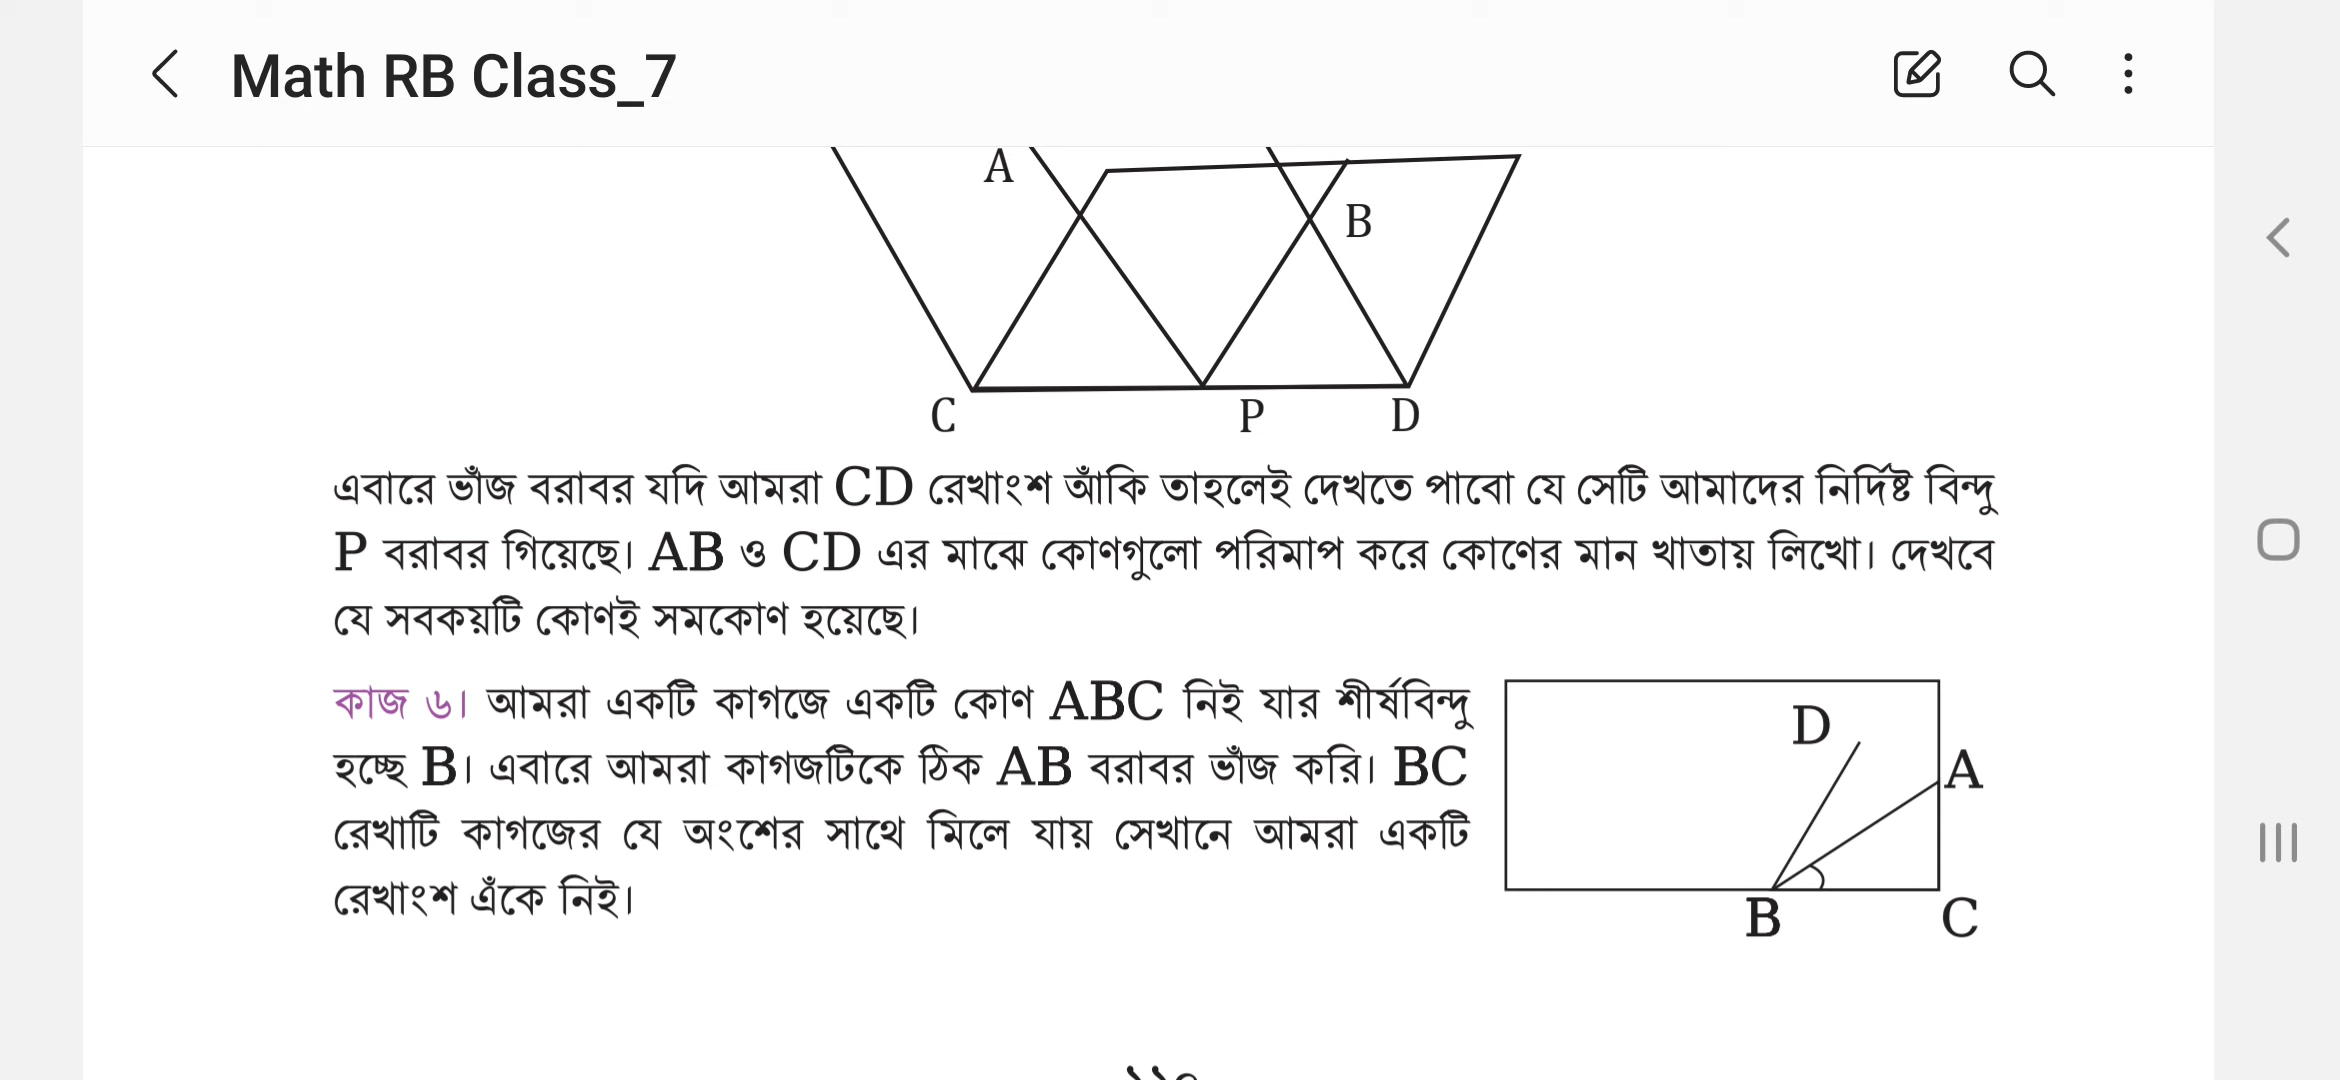 Math RB Class_7
A
B
C P D
এবারে ভাঁজ বরাবর যদি আমরা CD রেখাংশ আঁকি তাহলেই দেখতে পাবো যে সেটি আমাদের নির্দিষ্ট বিন্দু
P বরাবর গিয়েছে। AB ও CD এর মাঝে কোণগুলো পরিমাপ করে কোণের মান খাতায় লিখো। দেখবে
যে সবকয়টি কোণই সমকোণ হয়েছে।
কাজ ৬। আমরা একটি কাগজে একটি কোণ ABC নিই যার শীর্ষবিন্দু
হচ্ছে B। এবারে আমরা কাগজটিকে ঠিক AB বরাবর ভাঁজ করি। BC
রেখাটি কাগজের যে অংশের সাথে মিলে যায় সেখানে আমরা একটি
রেখাংশ এঁকে নিই।
D
A
B C